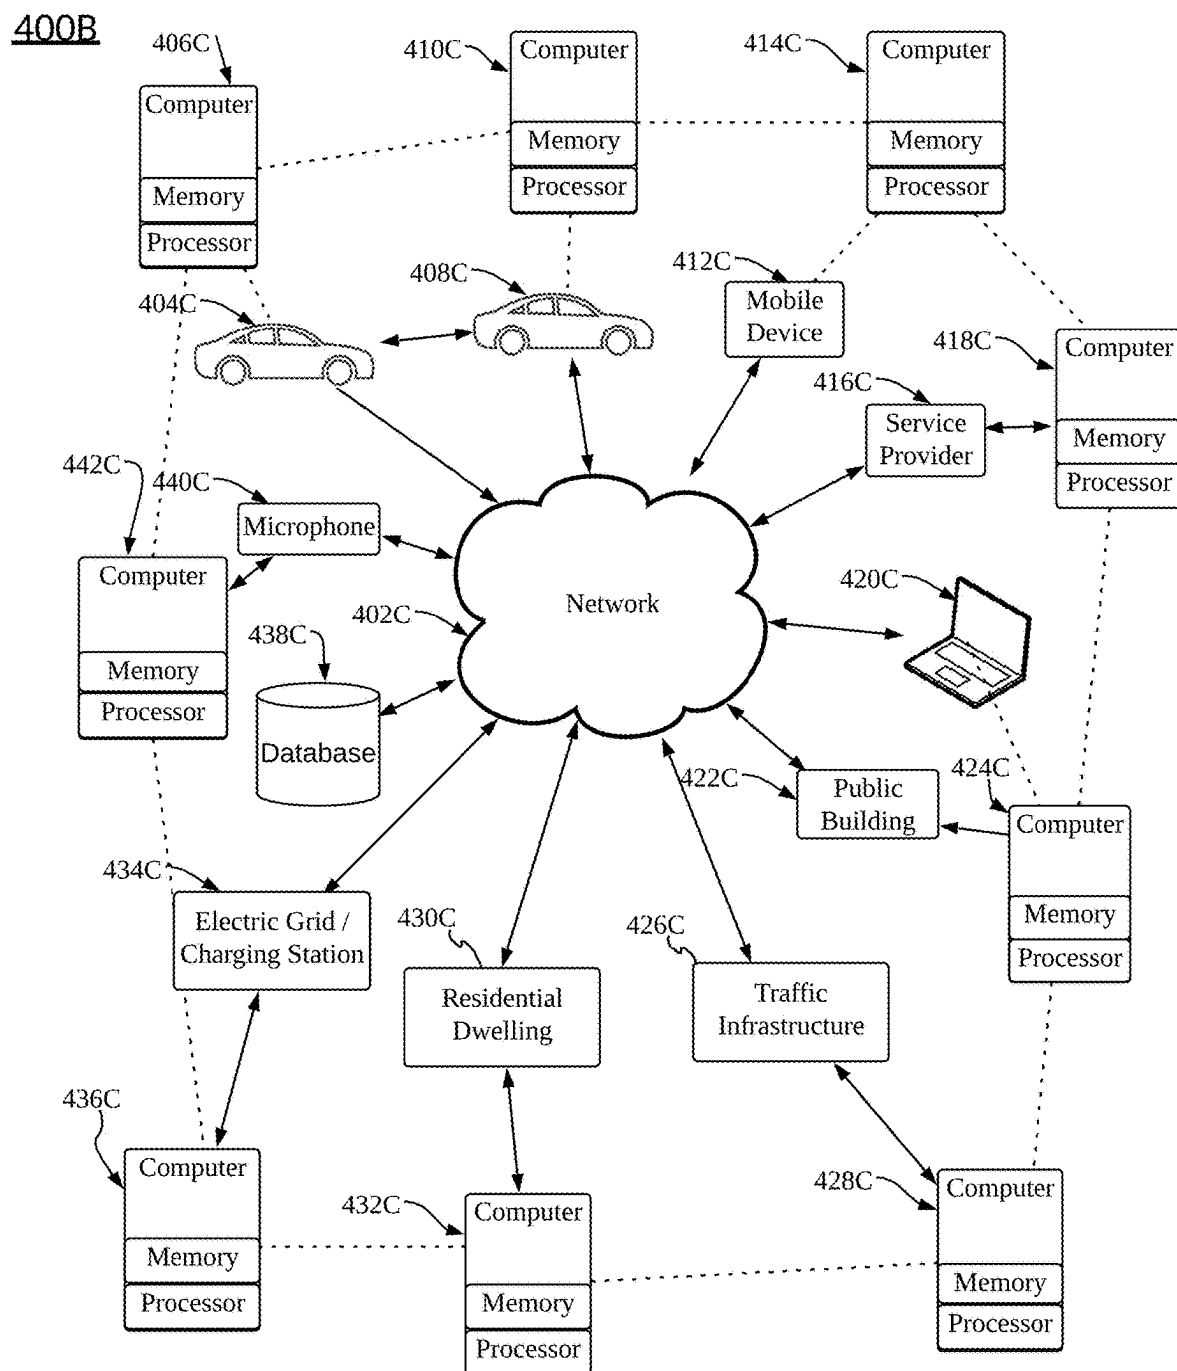 400B
406C
Computer
Memory
Processor
410C
Computer
Memory
Processor
414C
Computer
Memory
Processor
404C
408C
412C
Mobile
Device
418C
Computer
Memory
Processor
416C
Service
Provider
442C
Computer
Memory
Processor
440C
Microphone
402C
Network
438C
Database
420C
422C
Public
Building
424C
Computer
Memory
Processor
434C
Electric Grid /
Charging Station
430C
Residential
Dwelling
426C
Traffic
Infrastructure
436C
Computer
Memory
Processor
432C
Computer
Memory
Processor
428C
Computer
Memory
Processor